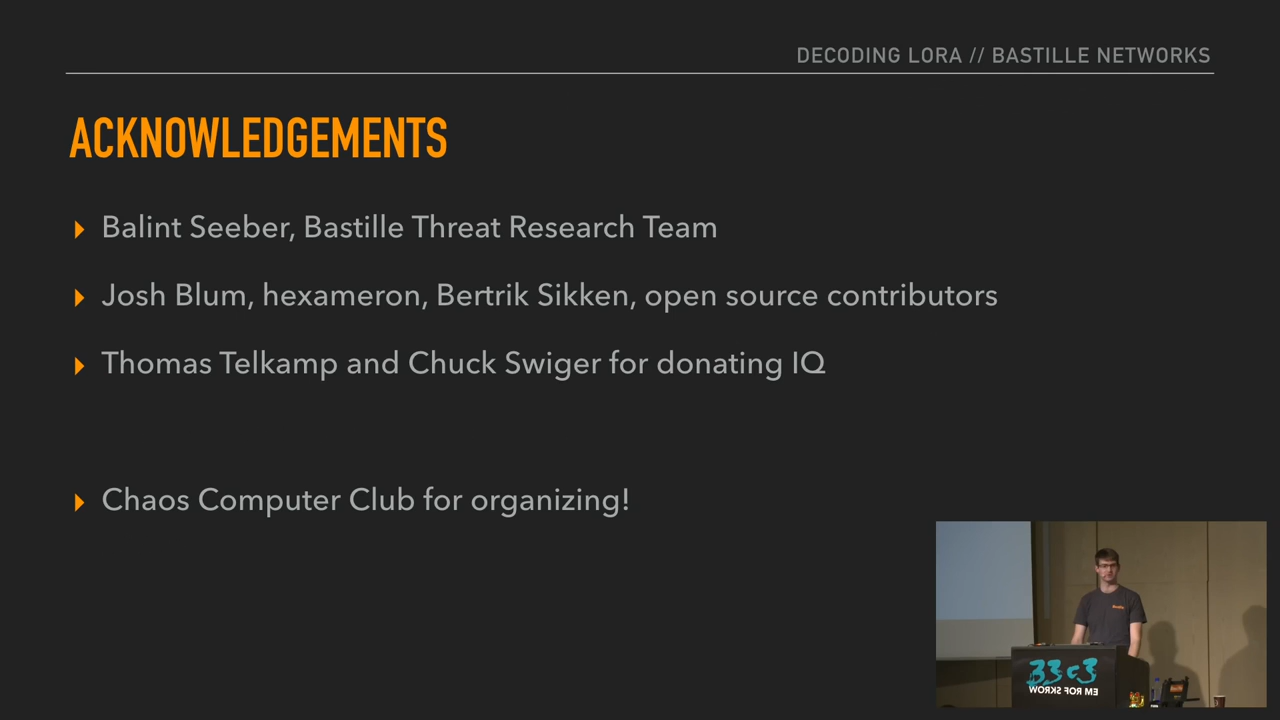 DECODING LORA // BASTILLE NETWORKS
ACKNOWLEDGEMENTS
Balint Seeber, Bastille Threat Research Team
Josh Blum, hexameron, Bertrik Sikken, open source contributors
Thomas Telkamp and Chuck Swiger for donating IQ
Chaos Computer Club for organizing!
33c3
WORKS FOR ME